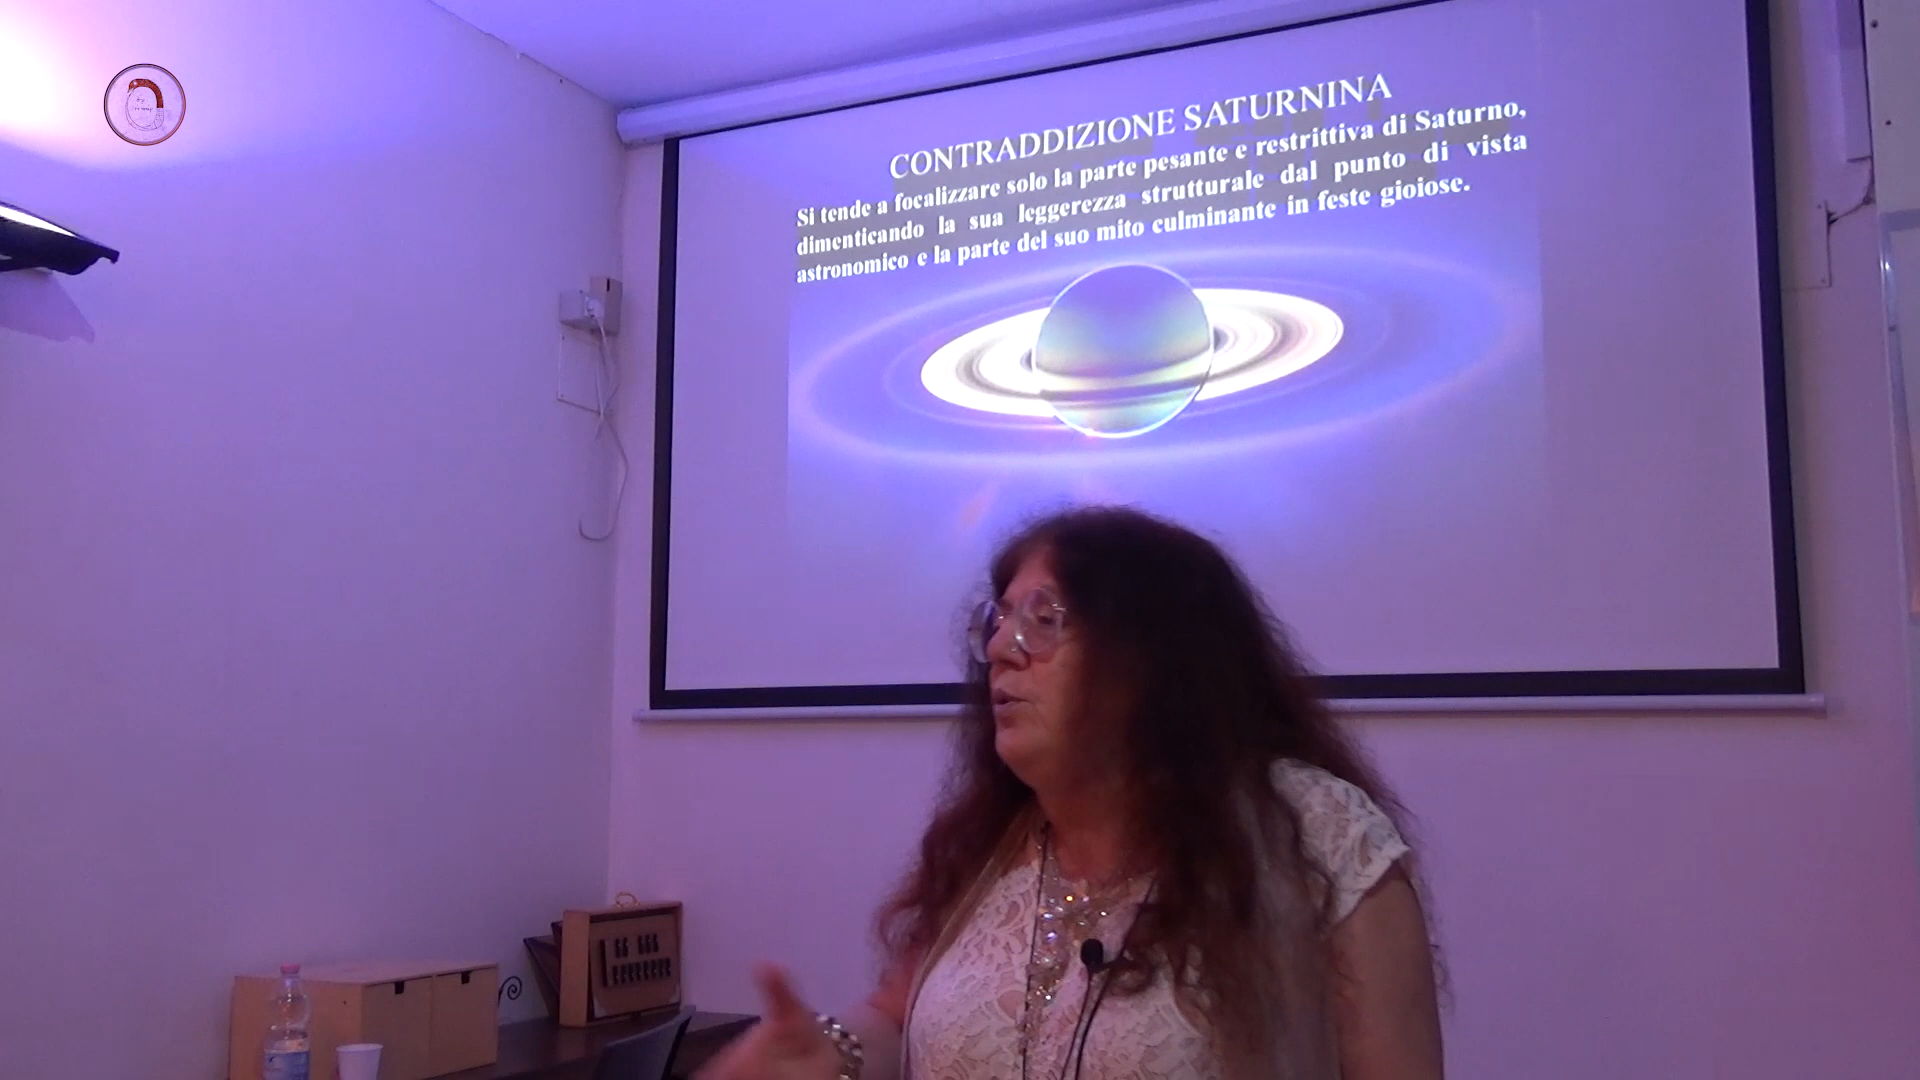 CONTRADDIZIONE SATURNINA
Si tende a focalizzare solo la parte pesante e restrittiva di Saturno,
dimenticando la sua leggerezza strutturale dal punto di vista
astronomico e la parte del suo mito culminante in feste gioiose.